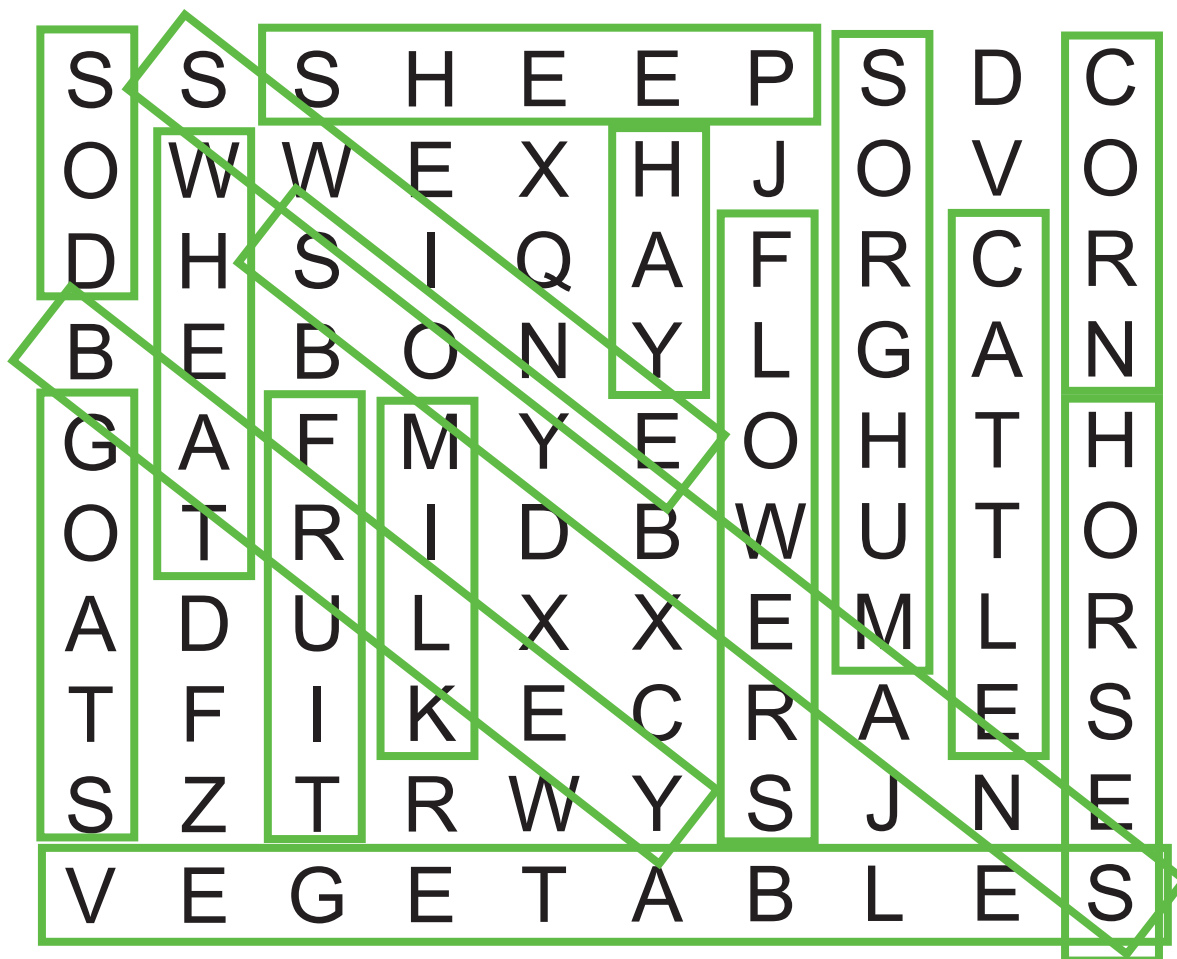 S S S H E E P S D C
O W W E X H J O V O
D H S I Q A F R C R
B E B O N Y L G A N
G A F M Y E O H T H
O T R I D B W U T O
A D U L X X E M L R
T F I K E C R A E S
S Z T R W Y S J N E
V E G E T A B L E S